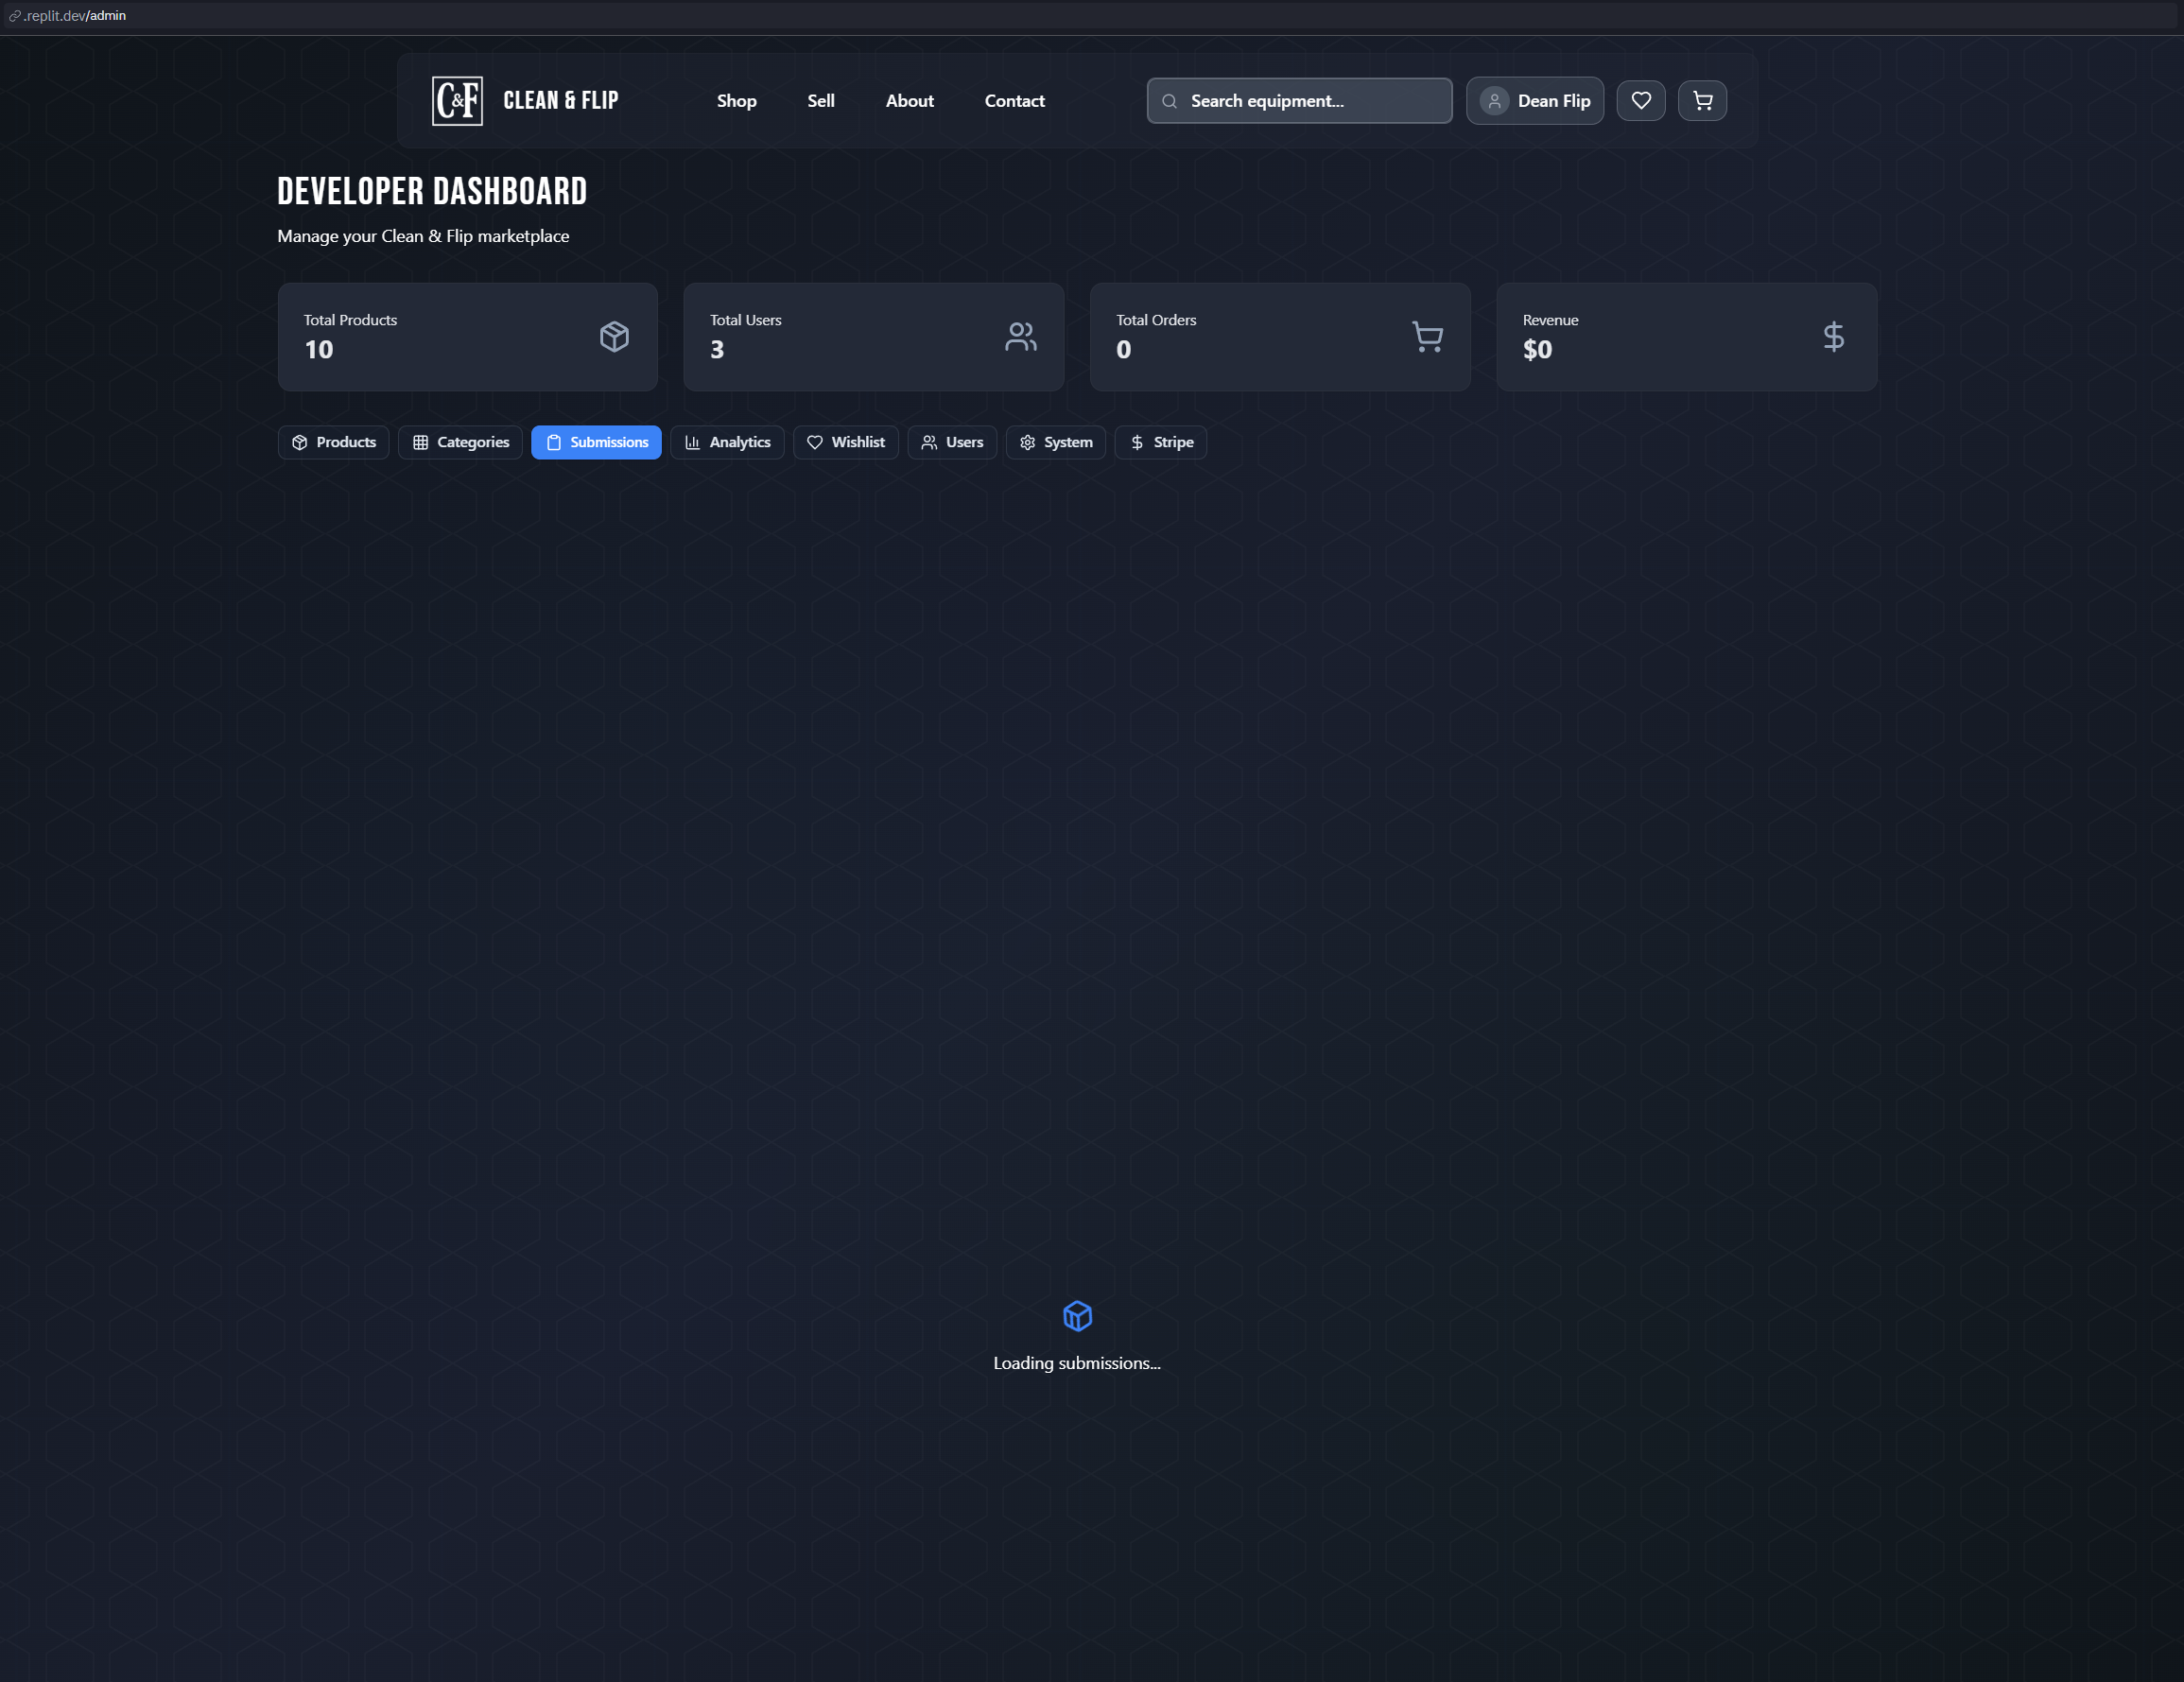 .replit.dev/admin
C&F CLEAN & FLIP Shop Sell About Contact Search equipment... Dean Flip
DEVELOPER DASHBOARD
Manage your Clean & Flip marketplace
Total Products
10
Total Users
3
Total Orders
0
Revenue
$0
Products Categories Submissions Analytics Wishlist Users System Stripe
Loading submissions...